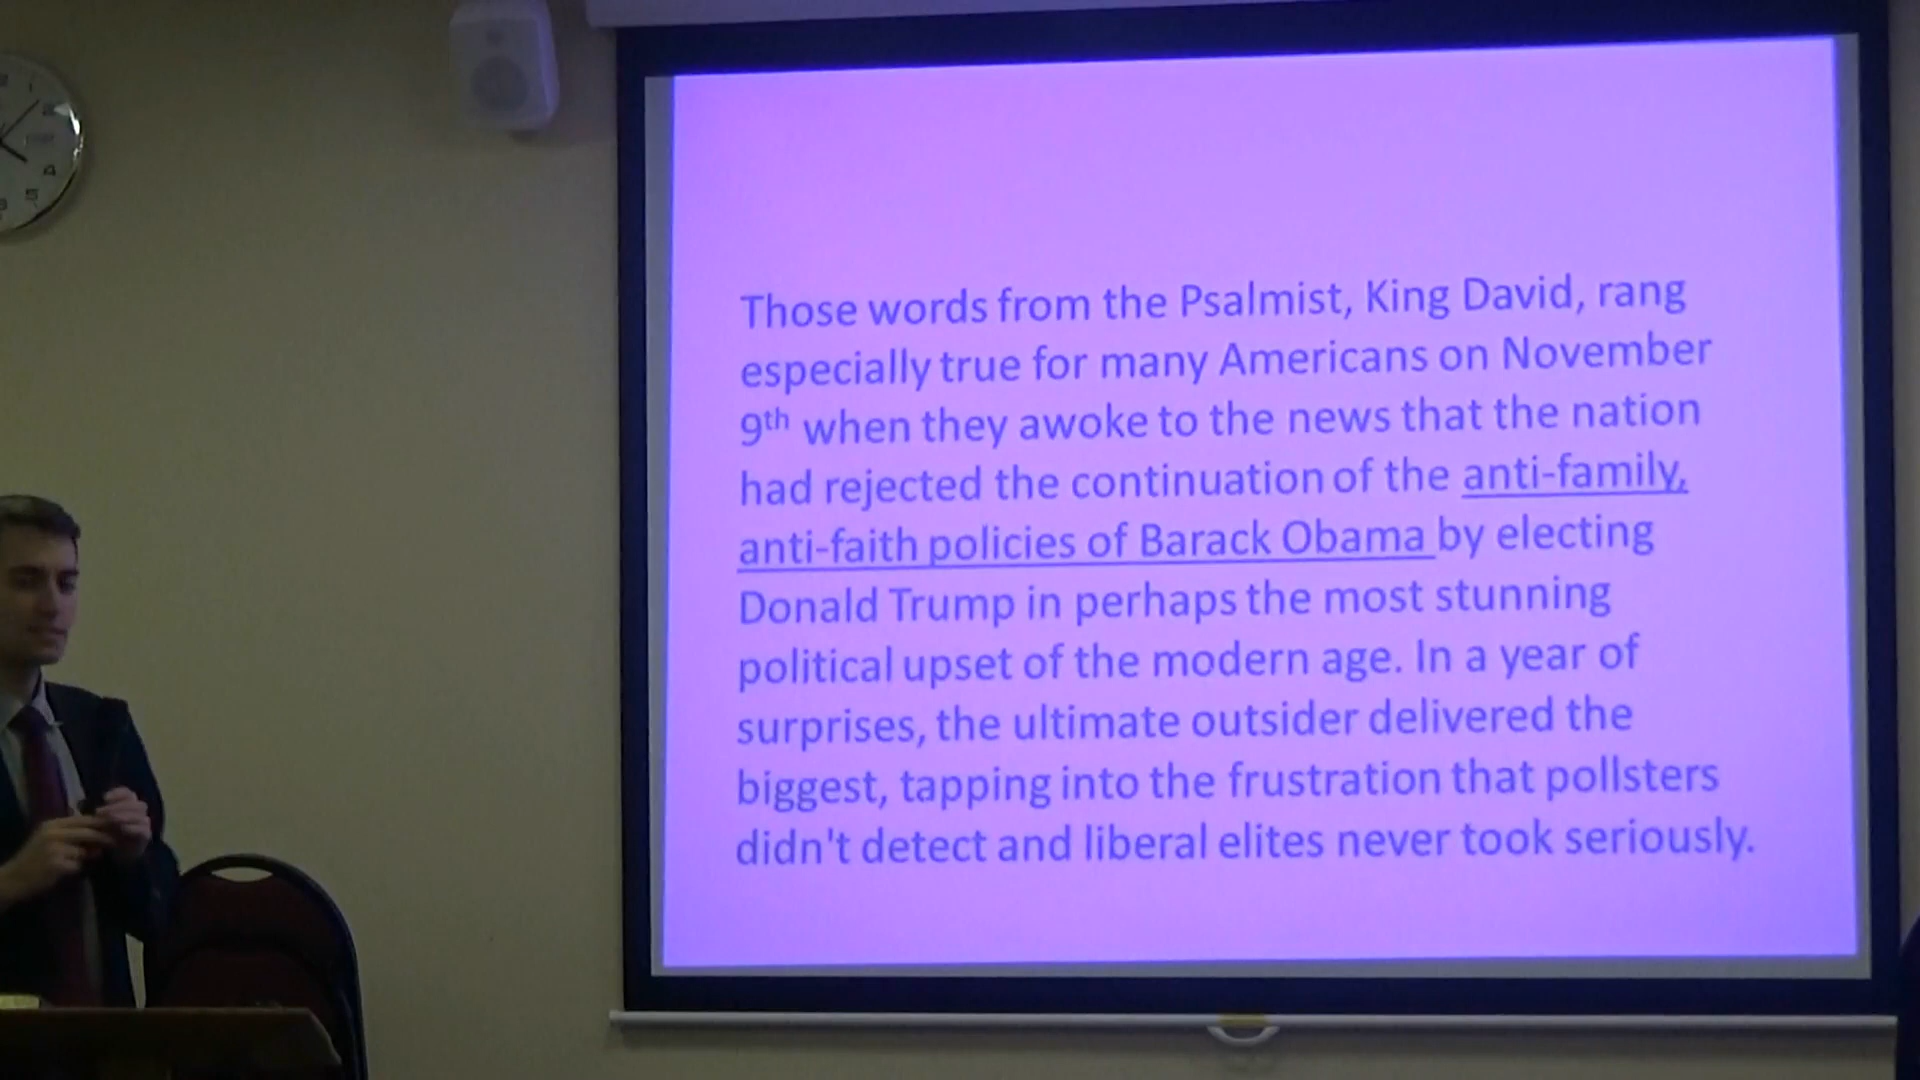 1
2
4
5
Those words from the Psalmist, King David, rang
especially true for many Americans on November
9th when they awoke to the news that the nation
had rejected the continuation of the anti-family,
anti-faith policies of Barack Obama by electing
Donald Trump in perhaps the most stunning
political upset of the modern age. In a year of
surprises, the ultimate outsider delivered the
biggest, tapping into the frustration that pollsters
didn't detect and liberal elites never took seriously.